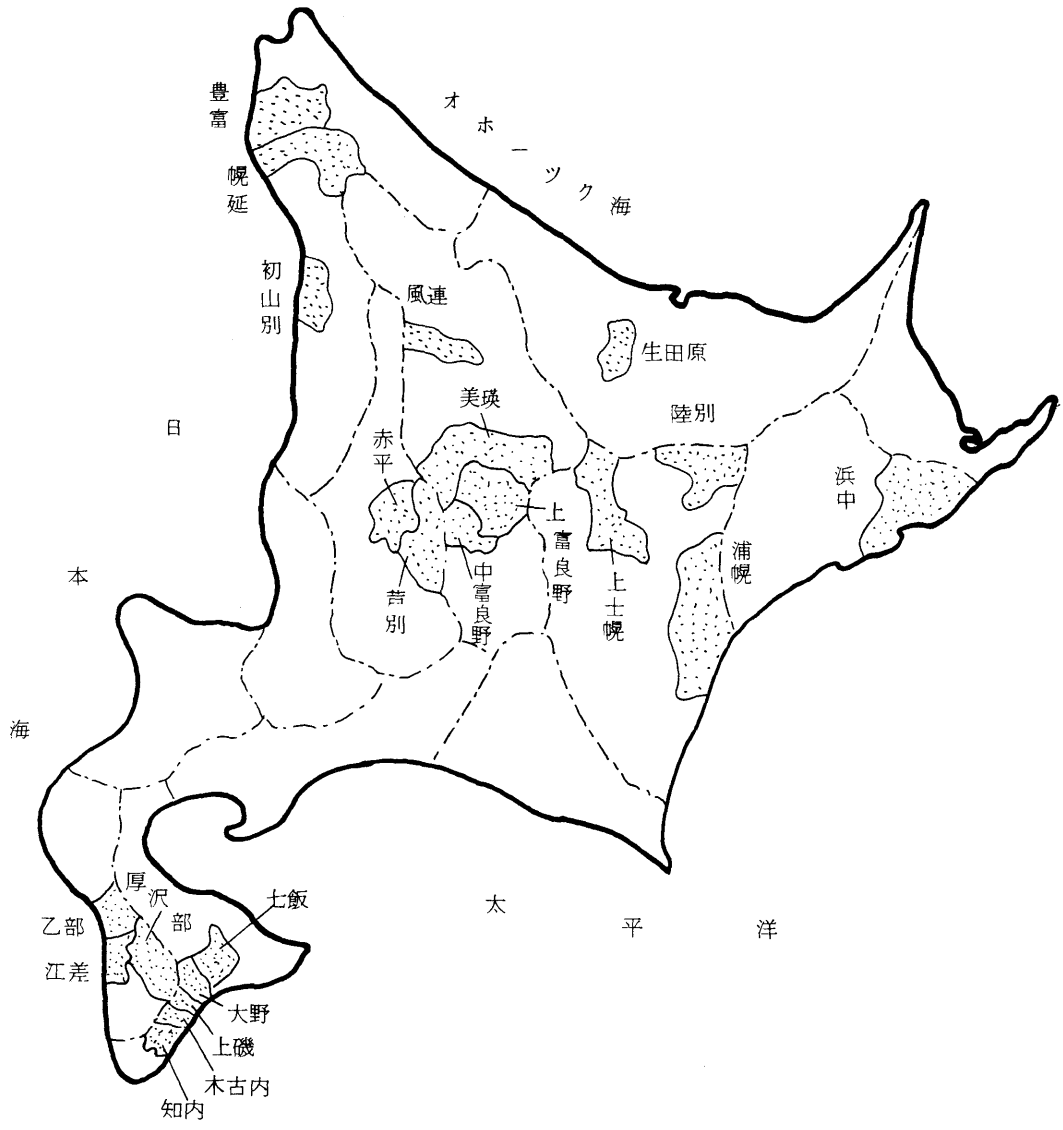 豊富
オホーツク海
幌延
初山別
風連
生田原
美瑛
陸別
赤平
日本海
浜中
上富良野
浦幌
中富良野
上士幌
芦別
厚沢部
七飯
太平洋
乙部
江差
大野
上磯
木古内
知内